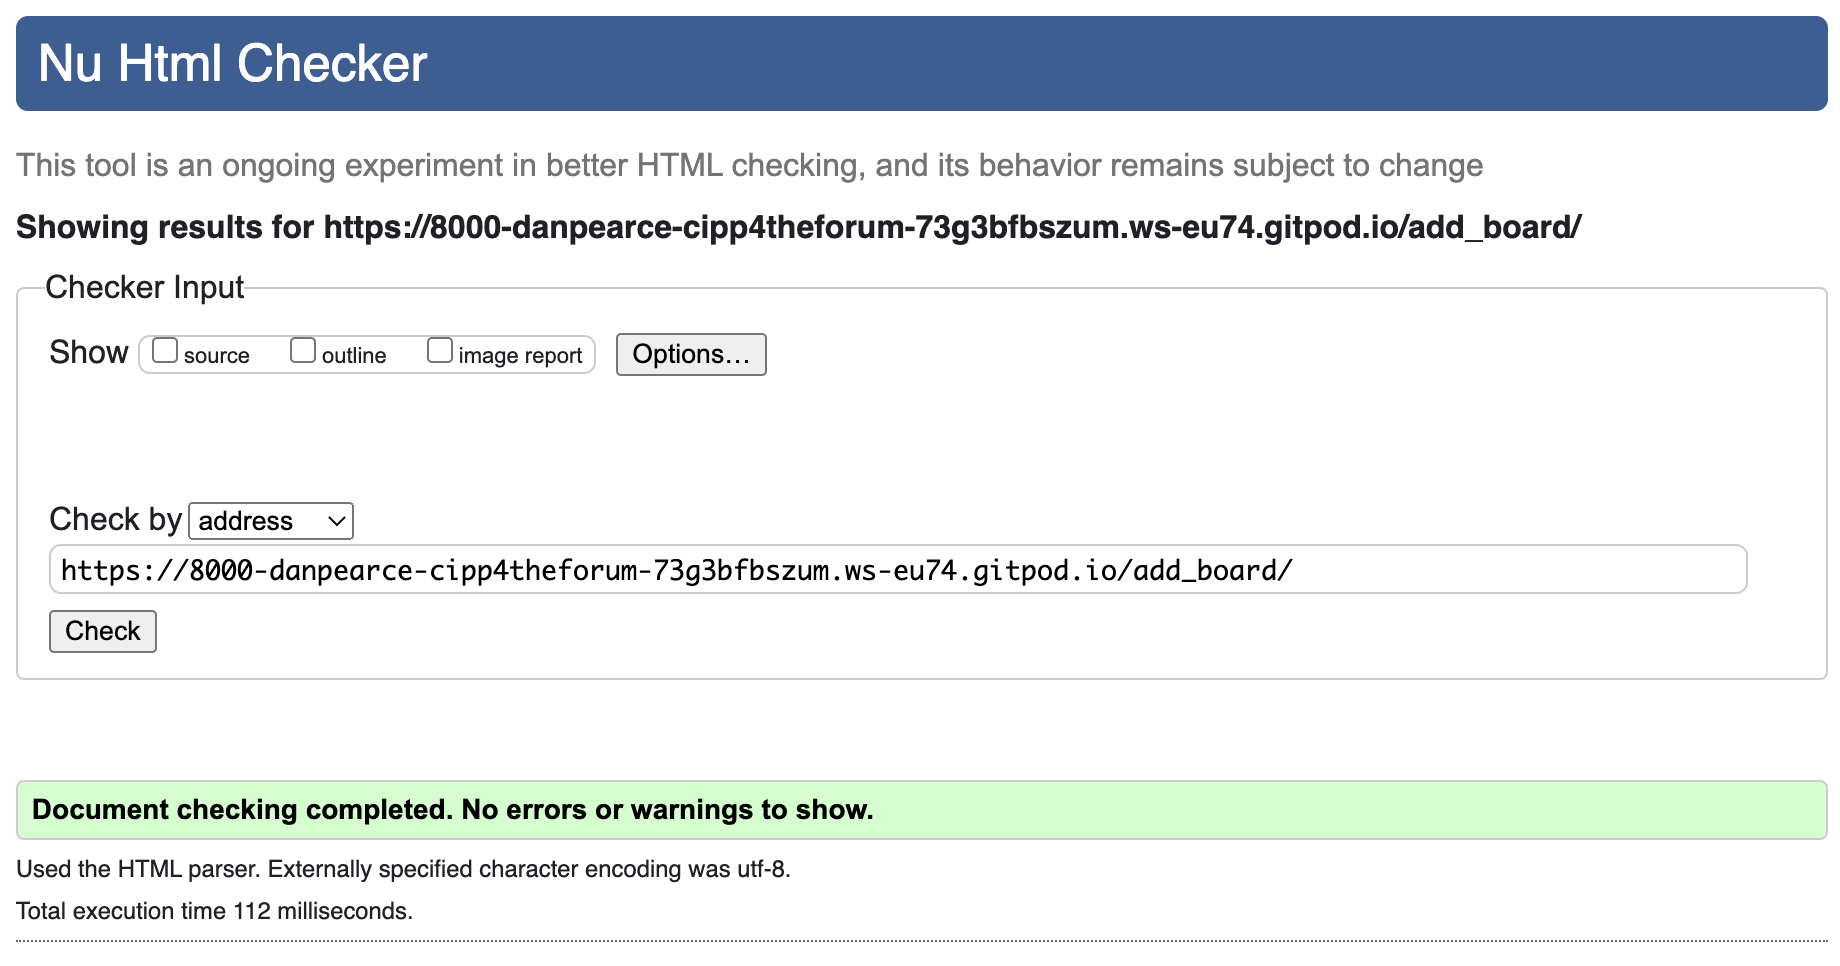 Nu Html Checker
This tool is an ongoing experiment in better HTML checking, and its behavior remains subject to change
Showing results for https://8000-danpearce-cipp4theforum-73g3bfbszum.ws-eu74.gitpod.io/add_board/
Checker Input
Show source outline image report Options...
Check by address
https://8000-danpearce-cipp4theforum-73g3bfbszum.ws-eu74.gitpod.io/add_board/
Check
Document checking completed. No errors or warnings to show.
Used the HTML parser. Externally specified character encoding was utf-8.
Total execution time 112 milliseconds.